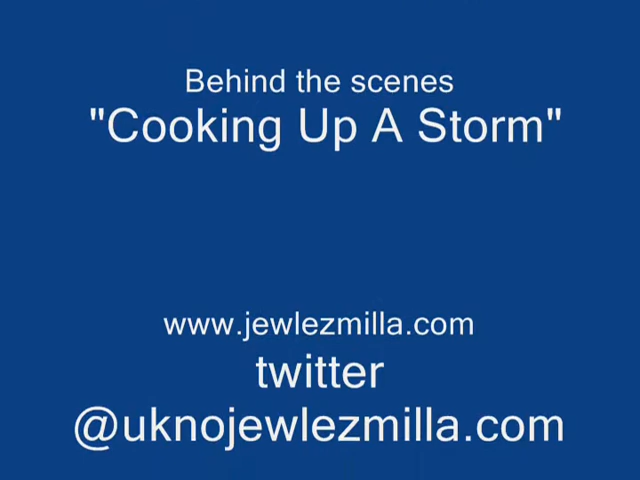 Behind the scenes
"Cooking Up A Storm"
www.jewlezmilla.com
twitter
@uknojewlezmilla.com